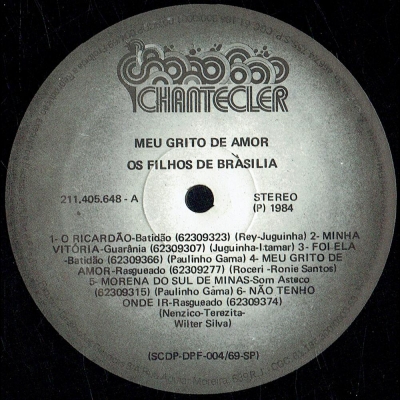 CHANTECLER
MEU GRITO DE AMOR
OS FILHOS DE BRASILIA
211.405.648 - A
STEREO
(P) 1984
1- O RICARDÃO-Batidão (62309323) (Rey-Juguinha) 2- MINHA
VITÓRIA-Guarânia (62309307) (Juguinha-Itamar) 3- FOI ELA
-Batidão (62309366) (Paulinho Gama) 4- MEU GRITO DE
AMOR-Rasgueado (62309277) (Roceri -Ronie Santos)
5- MORENA DO SUL DE MINAS-Som Asteco
(62309315) (Paulinho Gama) 6- NÃO TENHO
ONDE IR-Rasgueado (62309374)
(Nenzico-Terezita-
Wilter Silva)
(SCDP-DPF-004/69-SP)